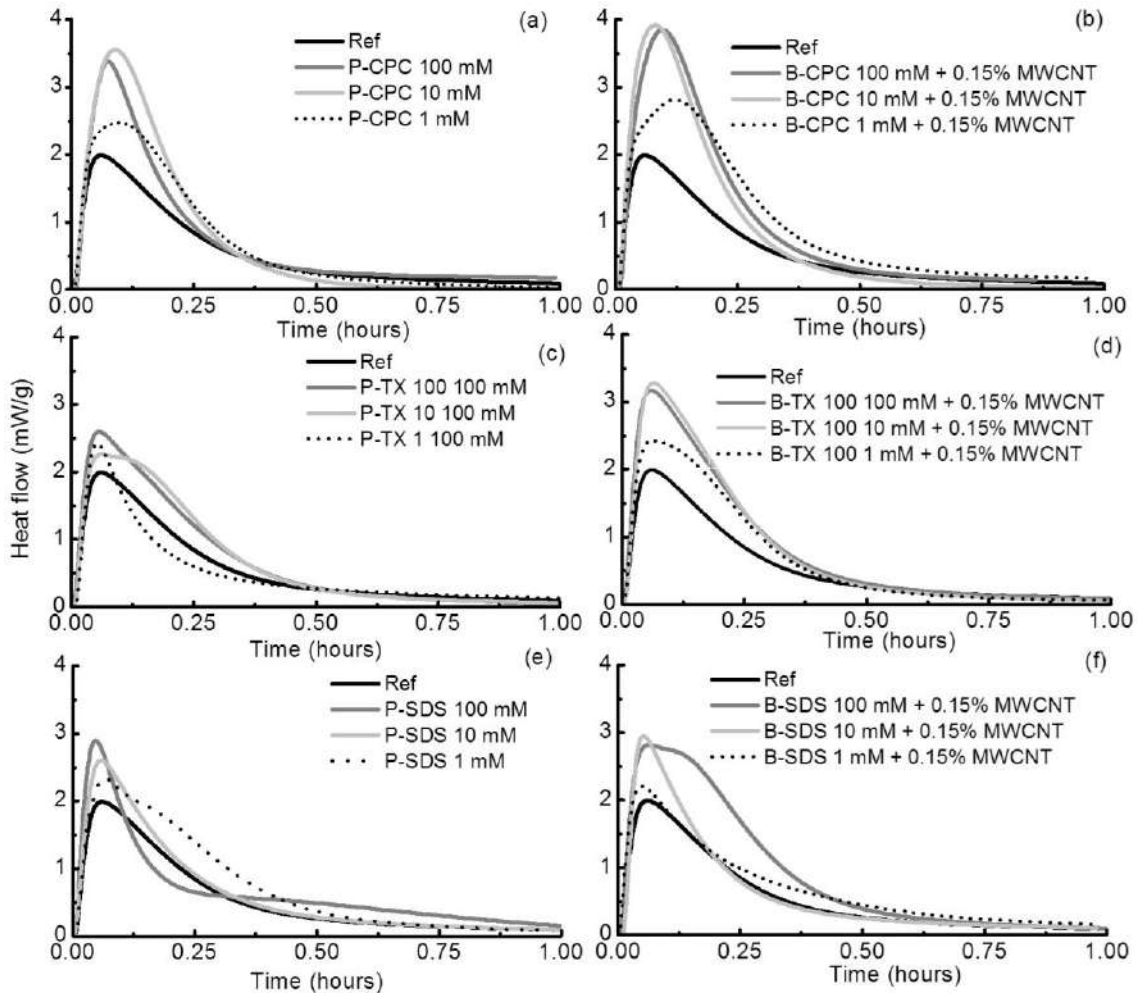 (a)
4
3
2
1
0
Ref
P-CPC 100 mM
P-CPC 10 mM
P-CPC 1 mM
0.00 0.25 0.50 0.75 1.00
Time (hours)
(b)
4
3
2
1
0
Ref
B-CPC 100 mM + 0.15% MWCNT
B-CPC 10 mM + 0.15% MWCNT
B-CPC 1 mM + 0.15% MWCNT
0.00 0.25 0.50 0.75 1.00
Time (hours)
Heat flow (mW/g)
(c)
4
3
2
1
0
Ref
P-TX 100 100 mM
P-TX 10 100 mM
P-TX 1 100 mM
0.00 0.25 0.50 0.75 1.00
Time (hours)
(d)
4
3
2
1
0
Ref
B-TX 100 100 mM + 0.15% MWCNT
B-TX 100 10 mM + 0.15% MWCNT
B-TX 100 1 mM + 0.15% MWCNT
0.00 0.25 0.50 0.75 1.00
Time (hours)
(e)
4
3
2
1
0
Ref
P-SDS 100 mM
P-SDS 10 mM
P-SDS 1 mM
0.00 0.25 0.50 0.75 1.00
Time (hours)
(f)
4
3
2
1
0
Ref
B-SDS 100 mM + 0.15% MWCNT
B-SDS 10 mM + 0.15% MWCNT
B-SDS 1 mM + 0.15% MWCNT
0.00 0.25 0.50 0.75 1.00
Time (hours)